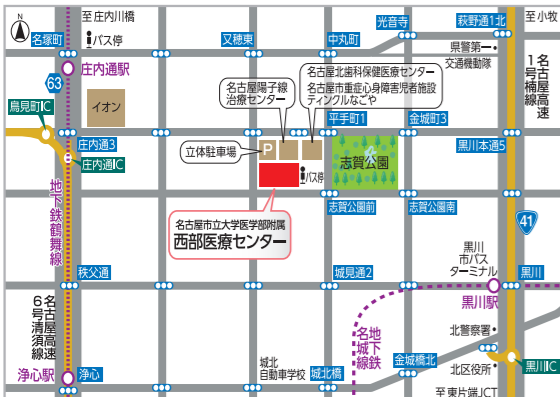 N
至庄内川橋
バス停
名塚町
又穂東
中丸町
光音寺
萩野通1北
至小牧
県警第一
交通機動隊
名古屋高速
1号楠線
庄内通駅
63
鳥見町IC
イオン
名古屋陽子線
治療センター
名古屋北歯科保健医療センター
名古屋市重症心身障害児者施設
ティンクルなごや
庄内通3
平手町1
金城町3
黒川本通5
庄内通IC
立体駐車場
P
バス停
志賀公園
地下鉄鶴舞線
志賀公園前
志賀公園南
名古屋市立大学医学部附属
西部医療センター
41
秩父通
城見通2
黒川
市バス
ターミナル
黒川
黒川駅
名古屋高速
6号清須線
地下鉄
名城線
北警察署
金城橋北
黒川IC
北区役所
浄心駅
浄心
城北
自動車学校
城北橋
至東片端JCT